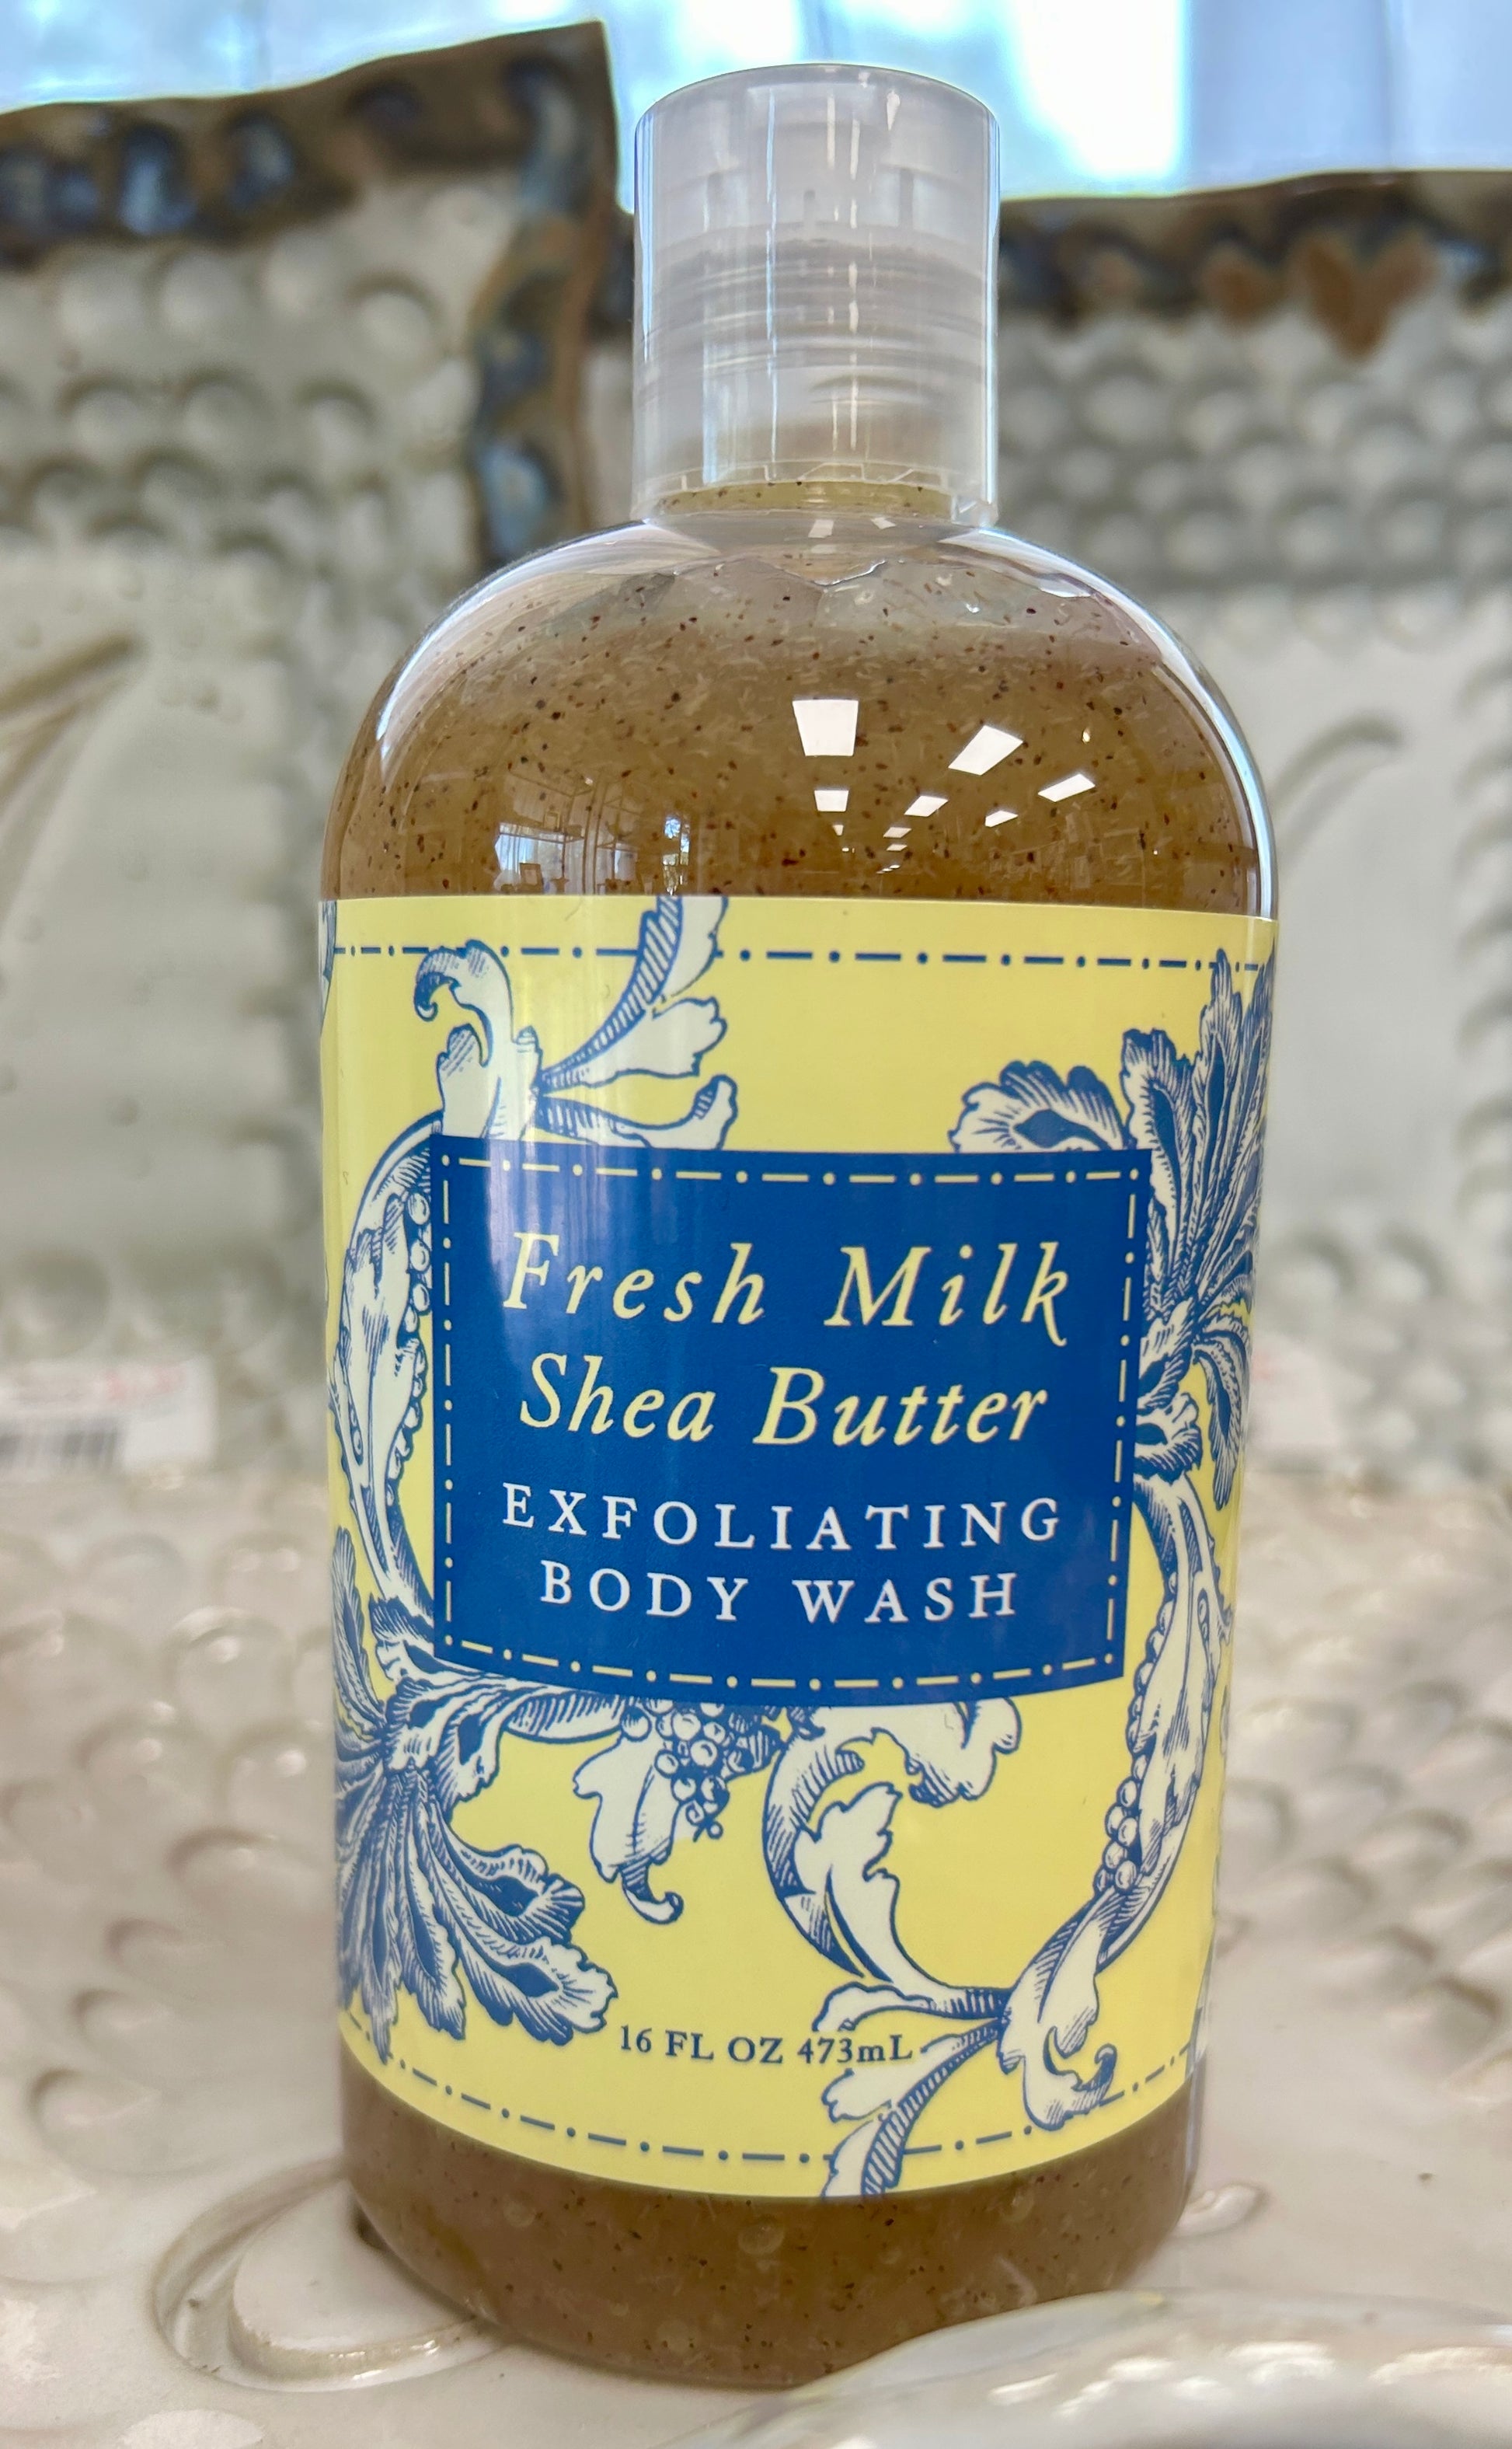 Fresh Milk
Shea Butter
EXFOLIATING
BODY WASH
16 FL OZ 473mL